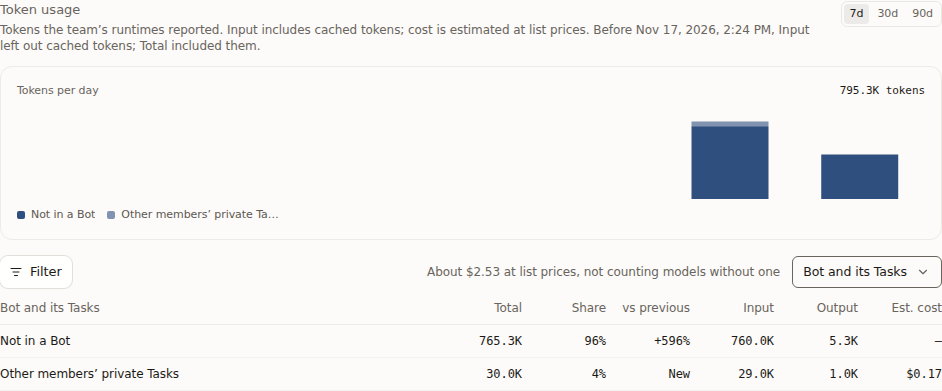 Token usage
7d 30d 90d
Tokens the team’s runtimes reported. Input includes cached tokens; cost is estimated at list prices. Before Nov 17, 2026, 2:24 PM, Input
left out cached tokens; Total included them.
Tokens per day 795.3K tokens
Not in a Bot Other members’ private Ta…
Filter About $2.53 at list prices, not counting models without one Bot and its Tasks
Bot and its Tasks Total Share vs previous Input Output Est. cost
Not in a Bot 765.3K 96% +596% 760.0K 5.3K —
Other members’ private Tasks 30.0K 4% New 29.0K 1.0K $0.17